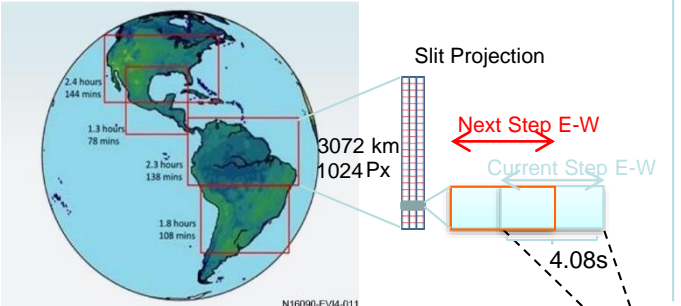 Slit Projection
2.4 hours
144 mins
1.3 hours
78 mins
2.3 hours
138 mins
1.8 hours
108 mins
3072 km
1024 Px
Next Step E-W
Current Step E-W
4.08s
N16090-EVI4-011